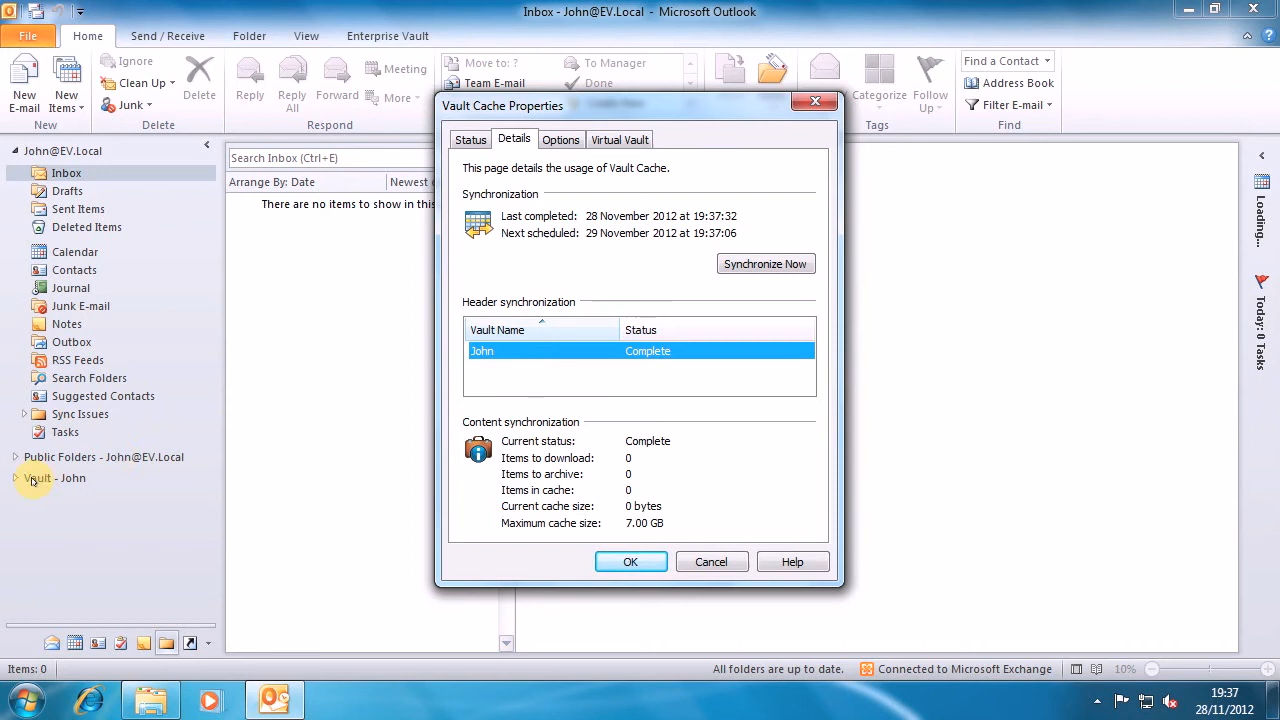 Inbox - John@EV.Local - Microsoft Outlook
File
Home
Send / Receive
Folder
View
Enterprise Vault
New E-mail
New Items
Ignore
Clean Up
Junk
Delete
Reply
Reply All
Forward
Meeting
More
Move to: ?
Team E-mail
To Manager
Done
Categorize
Follow Up
Find a Contact
Address Book
Filter E-mail
New
Delete
Respond
Tags
Find
John@EV.Local
Inbox
Drafts
Sent Items
Deleted Items
Calendar
Contacts
Journal
Junk E-mail
Notes
Outbox
RSS Feeds
Search Folders
Suggested Contacts
Sync Issues
Tasks
Public Folders - John@EV.Local
Vault - John
Search Inbox (Ctrl+E)
Arrange By: Date
Newest
There are no items to show in this
Vault Cache Properties
Status
Details
Options
Virtual Vault
This page details the usage of Vault Cache.
Synchronization
Last completed: 28 November 2012 at 19:37:32
Next scheduled: 29 November 2012 at 19:37:06
Synchronize Now
Header synchronization
Vault Name
Status
John
Complete
Content synchronization
Current status: Complete
Items to download: 0
Items to archive: 0
Items in cache: 0
Current cache size: 0 bytes
Maximum cache size: 7.00 GB
OK
Cancel
Help
Loading...
Today: 0 Tasks
Items: 0
All folders are up to date.
Connected to Microsoft Exchange
10%
19:37
28/11/2012